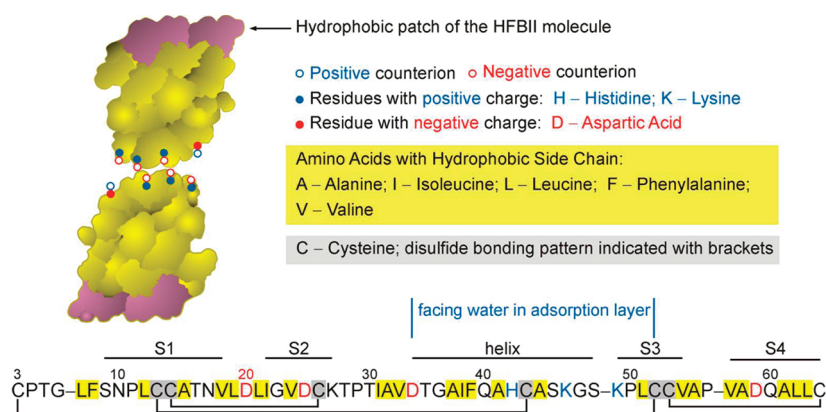 Hydrophobic patch of the HFBII molecule
Positive counterion Negative counterion
Residues with positive charge: H – Histidine; K – Lysine
Residue with negative charge: D – Aspartic Acid
Amino Acids with Hydrophobic Side Chain:
A – Alanine; I – Isoleucine; L – Leucine; F – Phenylalanine;
V – Valine
C – Cysteine; disulfide bonding pattern indicated with brackets
facing water in adsorption layer
S1 S2 helix S3 S4
3 10 20 30 40 50 60
CPTG–LFSNPLCCATNVLDLIGVDCKTPTIAVDTGAIFQAHCASKGS–KPLCCVAP–VADQALLC